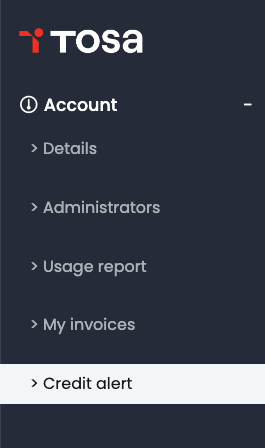 TOSA
Account
> Details
> Administrators
> Usage report
> My invoices
> Credit alert